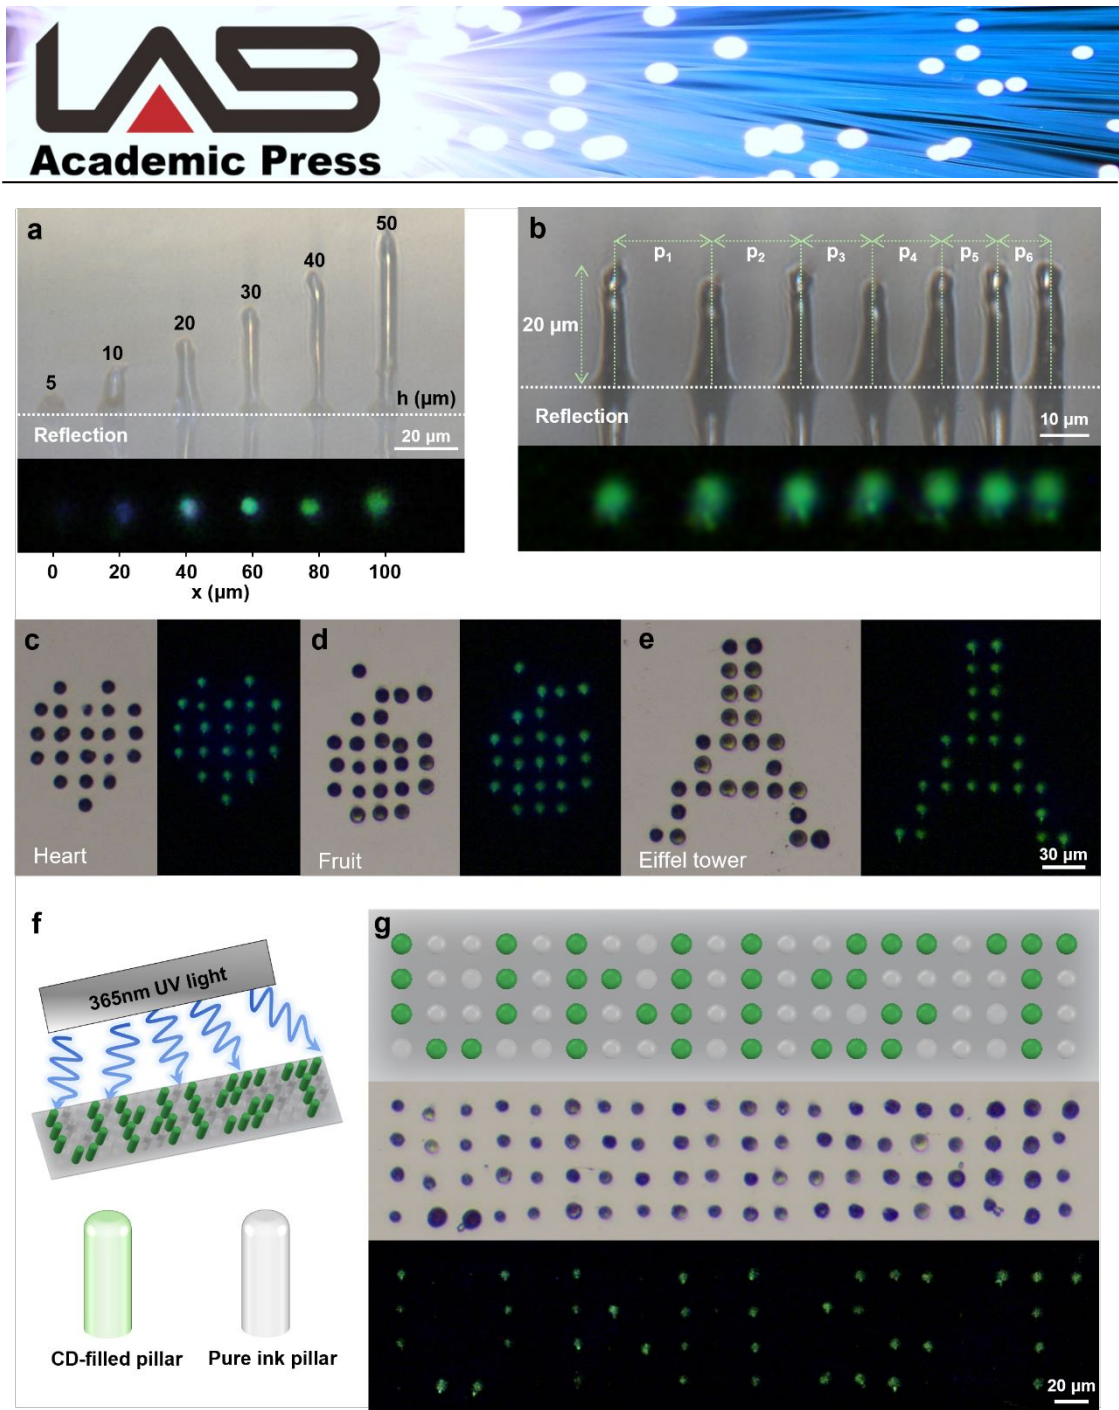 LAB
Academic Press
a
5
10
20
30
40
50
h (µm)
Reflection
20 µm
0 20 40 60 80 100
x (µm)
b
p1 p2 p3 p4 p5 p6
20 µm
Reflection
10 µm
c
Heart
d
Fruit
e
Eiffel tower
30 µm
f
365nm UV light
CD-filled pillar
Pure ink pillar
g
20 µm